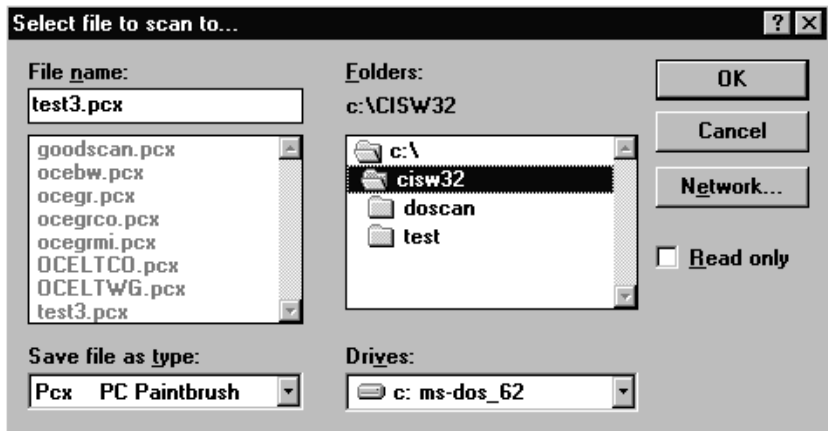 Select file to scan to...
File name:
test3.pcx
goodscan.pcx
ocebw.pcx
ocegr.pcx
ocegrco.pcx
ocegrmi.pcx
OCELTCO.pcx
OCELTWG.pcx
test3.pcx
Save file as type:
Pcx PC Paintbrush
Folders:
c:\CISW32
c:\
cisw32
doscan
test
Drives:
c: ms-dos_62
OK
Cancel
Network...
Read only